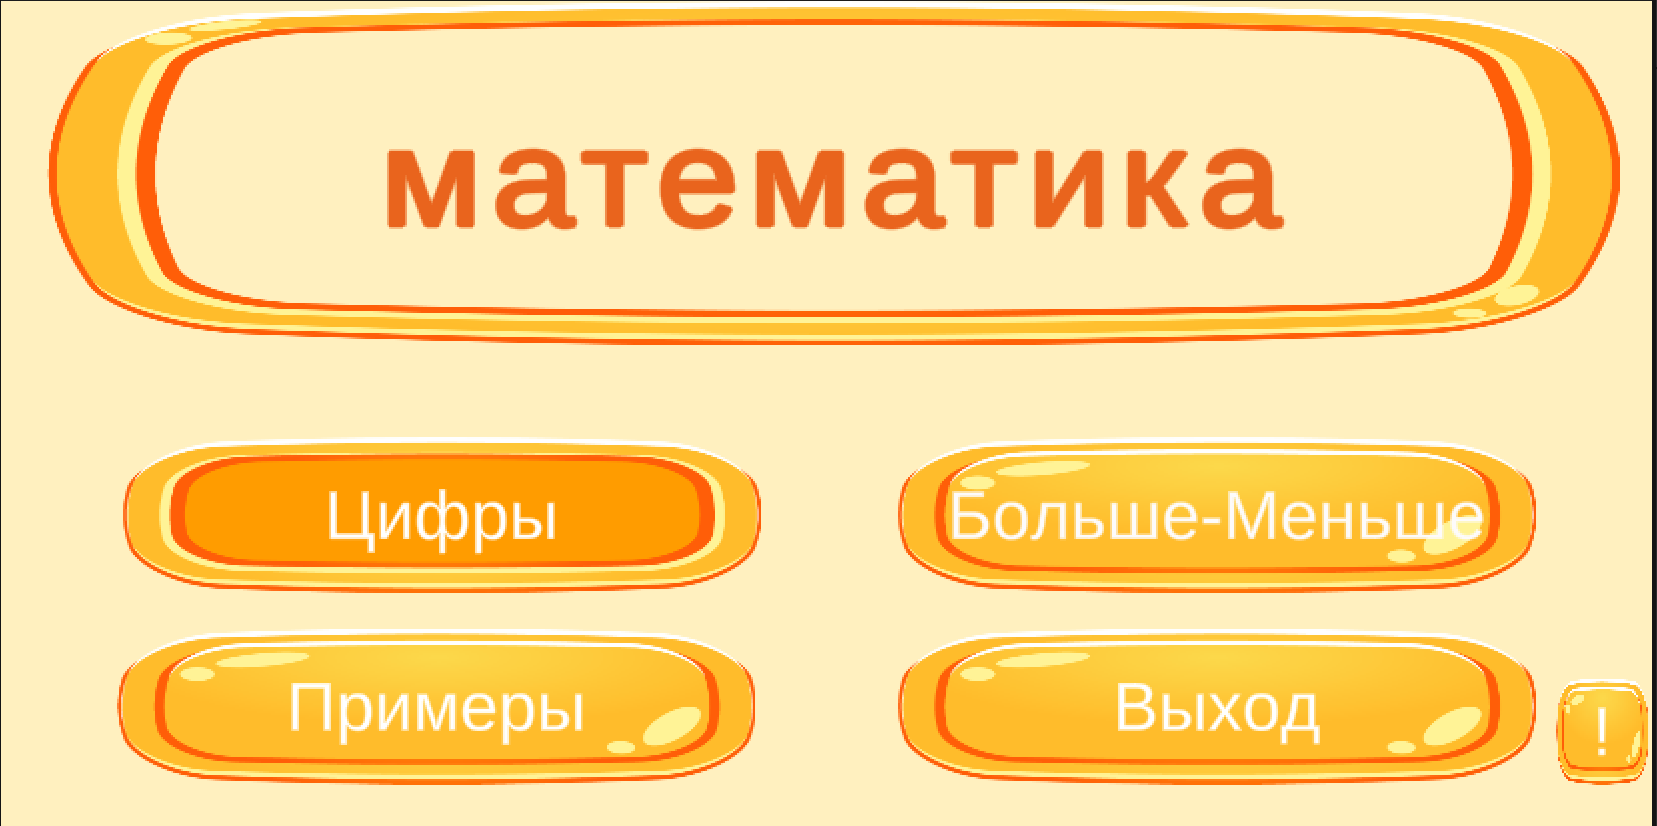 математика
Цифры
Больше-Меньше
Примеры
Выход
!